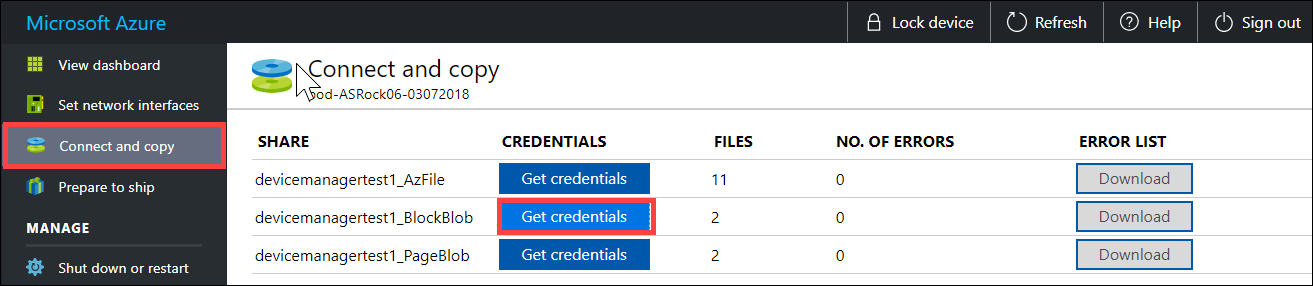 Microsoft Azure
Lock device
Refresh
Help
Sign out
View dashboard
Set network interfaces
Connect and copy
Prepare to ship
MANAGE
Shut down or restart
Connect and copy
ood-ASRock06-03072018
SHARE CREDENTIALS FILES NO. OF ERRORS ERROR LIST
devicemanagertest1_AzFile Get credentials 11 0 Download
devicemanagertest1_BlockBlob Get credentials 2 0 Download
devicemanagertest1_PageBlob Get credentials 2 0 Download